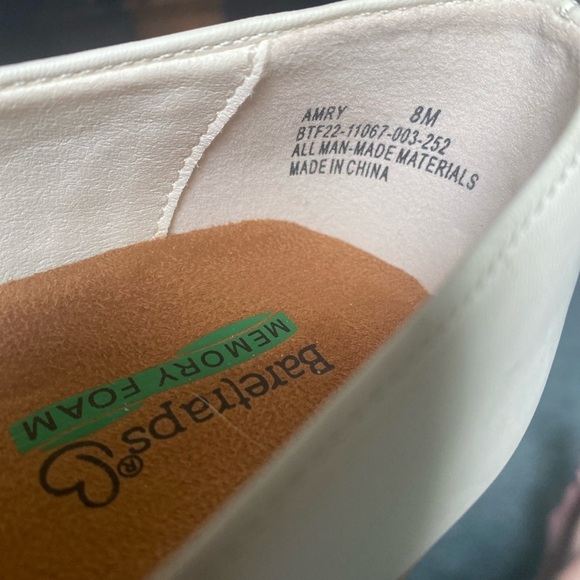 AMRY 8M
BTF22-11067-003-252
ALL MAN-MADE MATERIALS
MADE IN CHINA
Baretraps®
MEMORY FOAM